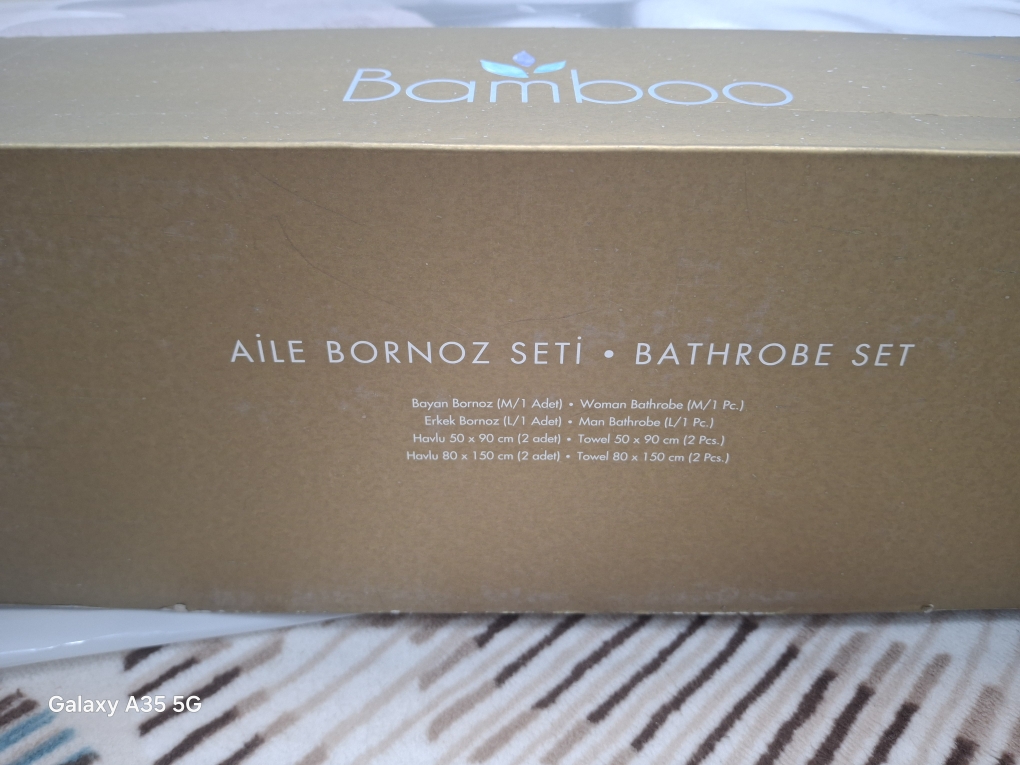 Bamboo
AİLE BORNOZ SETİ • BATHROBE SET
Bayan Bornoz (M/1 Adet) • Woman Bathrobe (M/1 Pc.)
Erkek Bornoz (L/1 Adet) • Man Bathrobe (L/1 Pc.)
Havlu 50 x 90 cm (2 adet) • Towel 50 x 90 cm (2 Pcs.)
Havlu 80 x 150 cm (2 adet) • Towel 80 x 150 cm (2 Pcs.)
Galaxy A35 5G